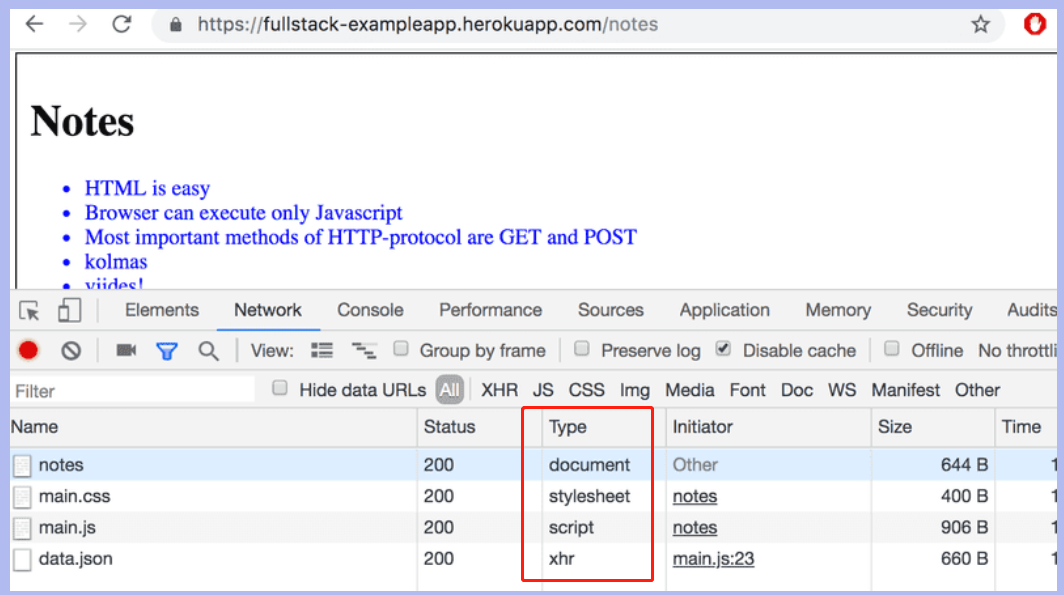 https://fullstack-exampleapp.herokuapp.com/notes
Notes
• HTML is easy
• Browser can execute only Javascript
• Most important methods of HTTP-protocol are GET and POST
• kolmas
• viides!
Elements Network Console Performance Sources Application Memory Security Audits
View: Group by frame Preserve log Disable cache Offline No throttli
Filter Hide data URLs All XHR JS CSS Img Media Font Doc WS Manifest Other
Name Status Type Initiator Size Time
notes 200 document Other 644 B 1
main.css 200 stylesheet notes 400 B 1
main.js 200 script notes 906 B 1
data.json 200 xhr main.js:23 660 B 1